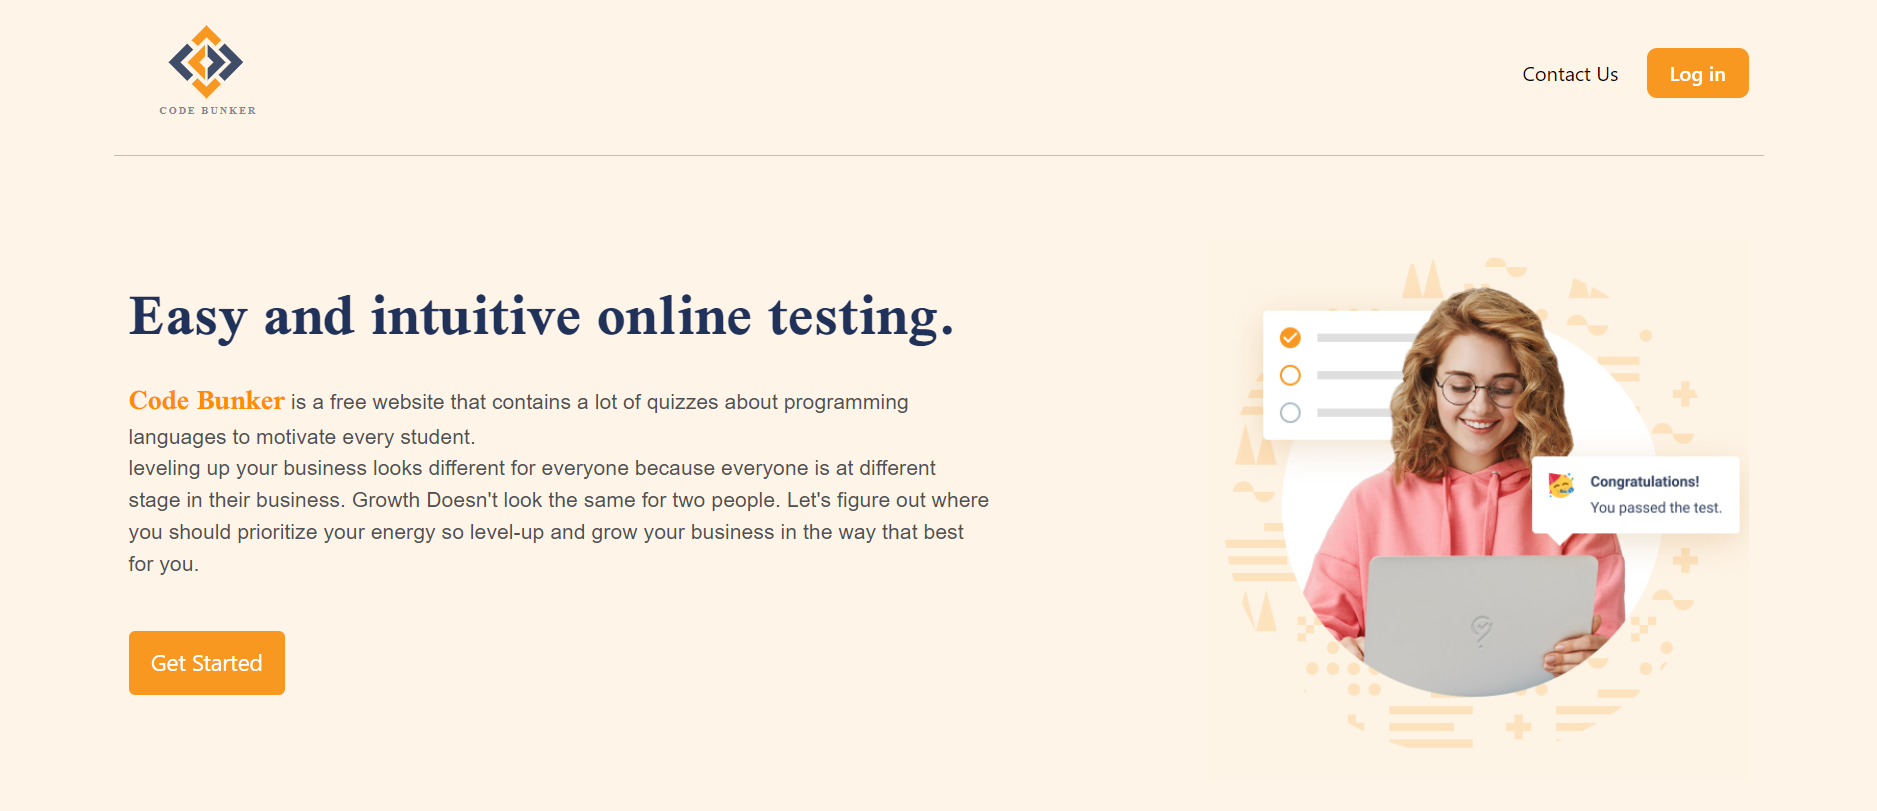 CODE BUNKER
Contact Us
Log in
Easy and intuitive online testing.
Code Bunker is a free website that contains a lot of quizzes about programming
languages to motivate every student.
leveling up your business looks different for everyone because everyone is at different
stage in their business. Growth Doesn't look the same for two people. Let's figure out where
you should prioritize your energy so level-up and grow your business in the way that best
for you.
Get Started
Congratulations!
You passed the test.